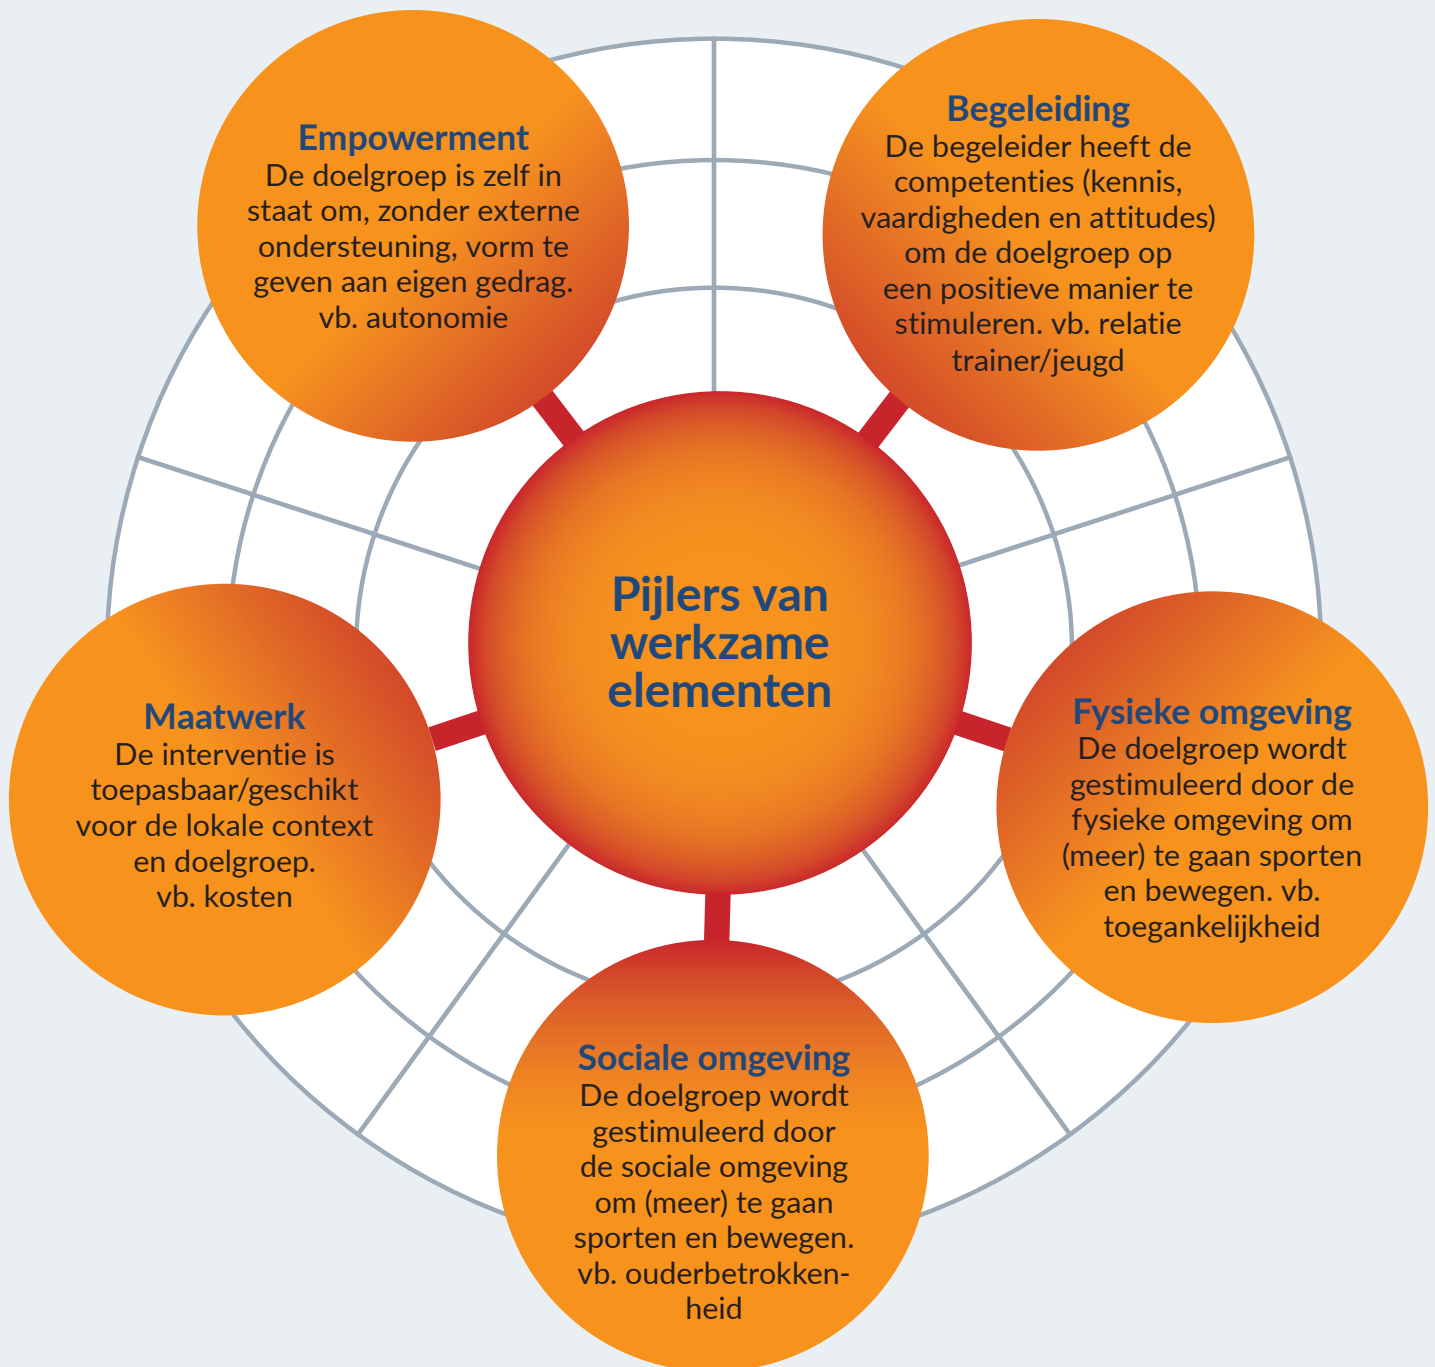 Empowerment
De doelgroep is zelf in
staat om, zonder externe
ondersteuning, vorm te
geven aan eigen gedrag.
vb. autonomie
Begeleiding
De begeleider heeft de
competenties (kennis,
vaardigheden en attitudes)
om de doelgroep op
een positieve manier te
stimuleren. vb. relatie
trainer/jeugd
Pijlers van
werkzame
elementen
Maatwerk
De interventie is
toepasbaar/geschikt
voor de lokale context
en doelgroep.
vb. kosten
Fysieke omgeving
De doelgroep wordt
gestimuleerd door de
fysieke omgeving om
(meer) te gaan sporten
en bewegen. vb.
toegankelijkheid
Sociale omgeving
De doelgroep wordt
gestimuleerd door
de sociale omgeving
om (meer) te gaan
sporten en bewegen.
vb. ouderbetrokken-
heid